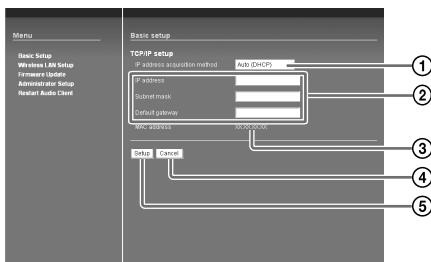 Menu
Basic Setup
Wireless LAN Setup
Firmware Update
Administrator Setup
Restart Audio Client
Basic setup
TCP/IP setup
IP address acquisition method
Auto (DHCP)
IP address
Subnet mask
Default gateway
MAC address
XXXXXXXX
Setup
Cancel
1
2
3
4
5